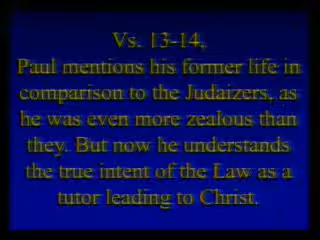 Vs. 13-14,
Paul mentions his former life in
comparison to the Judaizers, as
he was even more zealous than
they. But now he understands
the true intent of the Law as a
tutor leading to Christ.